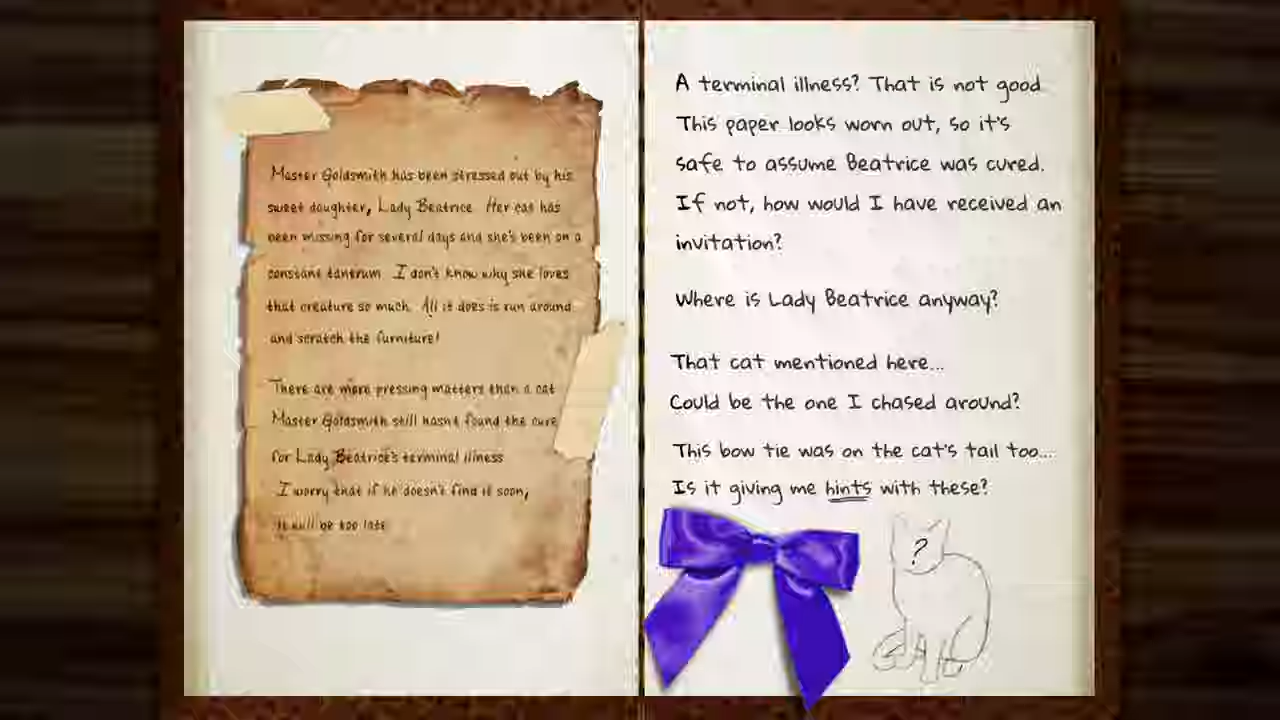 Master Goldsmith has been stressed out by his
sweet daughter, Lady Beatrice. Her cat has
been missing for several days and she's been on a
constant tantrum. I don't know why she loves
that creature so much. All it does is run around
and scratch the furniture!
There are more pressing matters than a cat
Master Goldsmith still hasn't found the cure
for Lady Beatrice's terminal illness
I worry that if he doesn't find it soon,
it will be too late
A terminal illness? That is not good
This paper looks worn out, so it's
safe to assume Beatrice was cured.
If not, how would I have received an
invitation?
Where is Lady Beatrice anyway?
That cat mentioned here...
Could be the one I chased around?
This bow tie was on the cat's tail too...
Is it giving me hints with these?
?